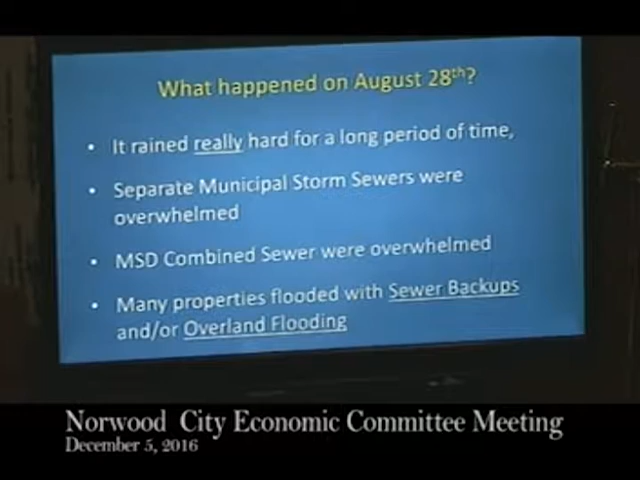 What happened on August 28th?
• It rained really hard for a long period of time,
• Separate Municipal Storm Sewers were
overwhelmed
• MSD Combined Sewer were overwhelmed
• Many properties flooded with Sewer Backups
and/or Overland Flooding
Norwood City Economic Committee Meeting
December 5, 2016